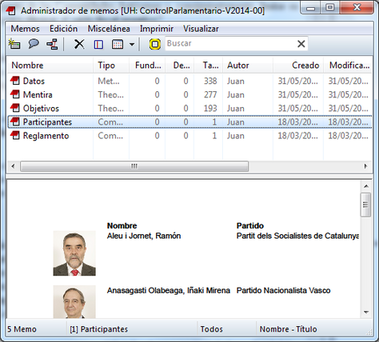 Administrador de memos [UH: ControlParlamentario-V2014-00]
Memos Edición Miscelánea Imprimir Visualizar
Buscar
Nombre Tipo Fund... De... Ta... Autor Creado Modifica...
Datos Met... 0 0 338 Juan 31/05/20... 31/05/20...
Mentira Theo... 0 0 277 Juan 31/05/20... 31/05/20...
Objetivos Theo... 0 0 193 Juan 31/05/20... 31/05/20...
Participantes Com... 0 0 1 Juan 18/03/20... 18/03/20...
Reglamento Com... 0 0 1 Juan 18/03/20... 18/03/20...
Nombre Partido
Aleu i Jornet, Ramón Partit dels Socialistes de Catalunya
Anasagasti Olabeaga, Iñaki Mirena Partido Nacionalista Vasco
5 Memo [1] Participantes Todos Nombre - Título